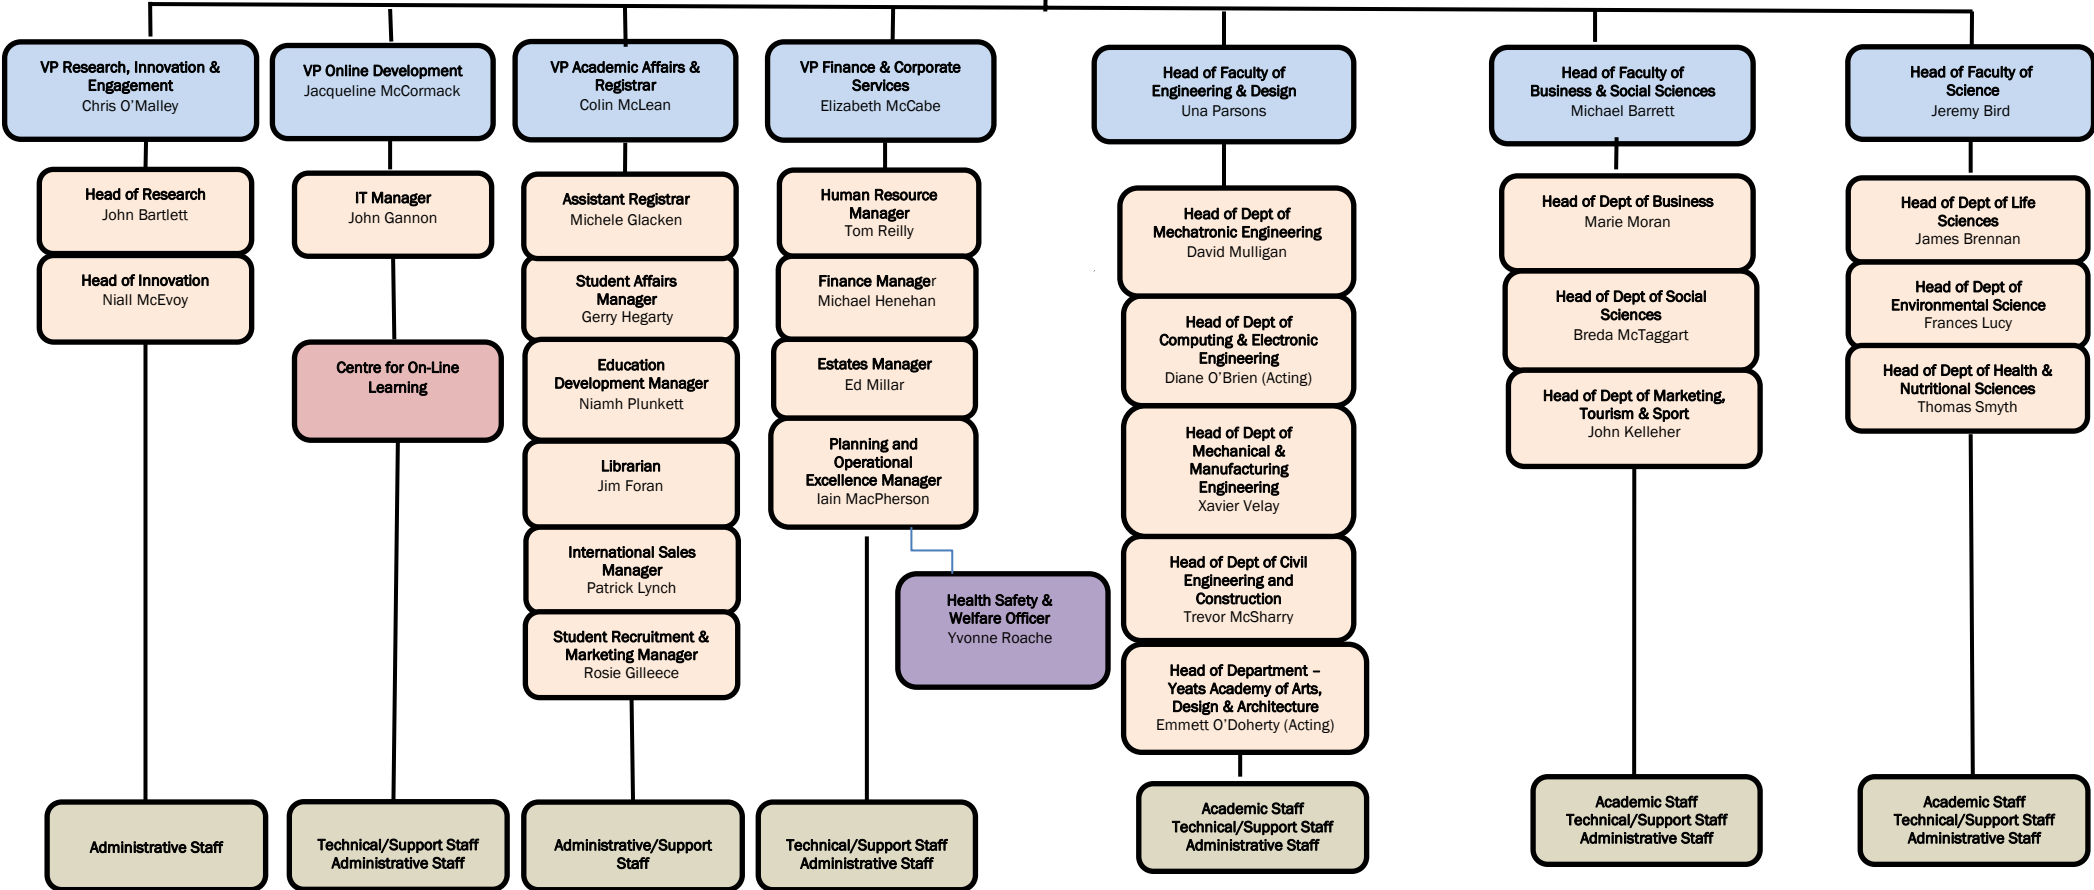 VP Research, Innovation &
Engagement
Chris O'Malley
Head of Research
John Bartlett
Head of Innovation
Niall McEvoy
Administrative Staff
VP Online Development
Jacqueline McCormack
IT Manager
John Gannon
Centre for On-Line
Learning
Technical/Support Staff
Administrative Staff
VP Academic Affairs &
Registrar
Colin McLean
Assistant Registrar
Michele Glacken
Student Affairs
Manager
Gerry Hegarty
Education
Development Manager
Niamh Plunkett
Librarian
Jim Foran
International Sales
Manager
Patrick Lynch
Student Recruitment &
Marketing Manager
Rosie Gilleece
Administrative/Support
Staff
VP Finance & Corporate
Services
Elizabeth McCabe
Human Resource
Manager
Tom Reilly
Finance Manager
Michael Henehan
Estates Manager
Ed Millar
Planning and
Operational
Excellence Manager
Iain MacPherson
Health Safety &
Welfare Officer
Yvonne Roache
Technical/Support Staff
Administrative Staff
Head of Faculty of
Engineering & Design
Una Parsons
Head of Dept of
Mechatronic Engineering
David Mulligan
Head of Dept of
Computing & Electronic
Engineering
Diane O'Brien (Acting)
Head of Dept of
Mechanical &
Manufacturing
Engineering
Xavier Velay
Head of Dept of Civil
Engineering and
Construction
Trevor McSharry
Head of Department –
Yeats Academy of Arts,
Design & Architecture
Emmett O'Doherty (Acting)
Academic Staff
Technical/Support Staff
Administrative Staff
Head of Faculty of
Business & Social Sciences
Michael Barrett
Head of Dept of Business
Marie Moran
Head of Dept of Social
Sciences
Breda McTaggart
Head of Dept of Marketing,
Tourism & Sport
John Kelleher
Academic Staff
Technical/Support Staff
Administrative Staff
Head of Faculty of
Science
Jeremy Bird
Head of Dept of Life
Sciences
James Brennan
Head of Dept of
Environmental Science
Frances Lucy
Head of Dept of Health &
Nutritional Sciences
Thomas Smyth
Academic Staff
Technical/Support Staff
Administrative Staff